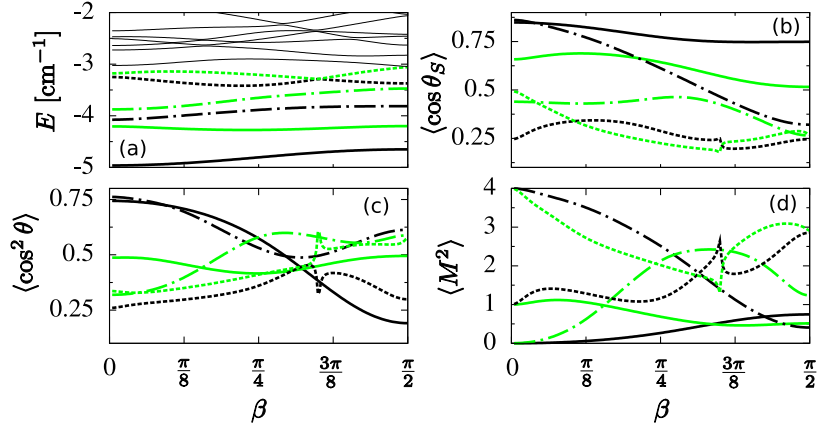 -2
-3
-4
-5
E [cm⁻¹]
(a)
0.75
0.5
0.25
⟨cos θ_S⟩
(b)
0.75
0.5
0.25
⟨cos² θ⟩
(c)
0 π/8 π/4 3π/8 π/2
β
4
3
2
1
0
⟨M²⟩
(d)
0 π/8 π/4 3π/8 π/2
β